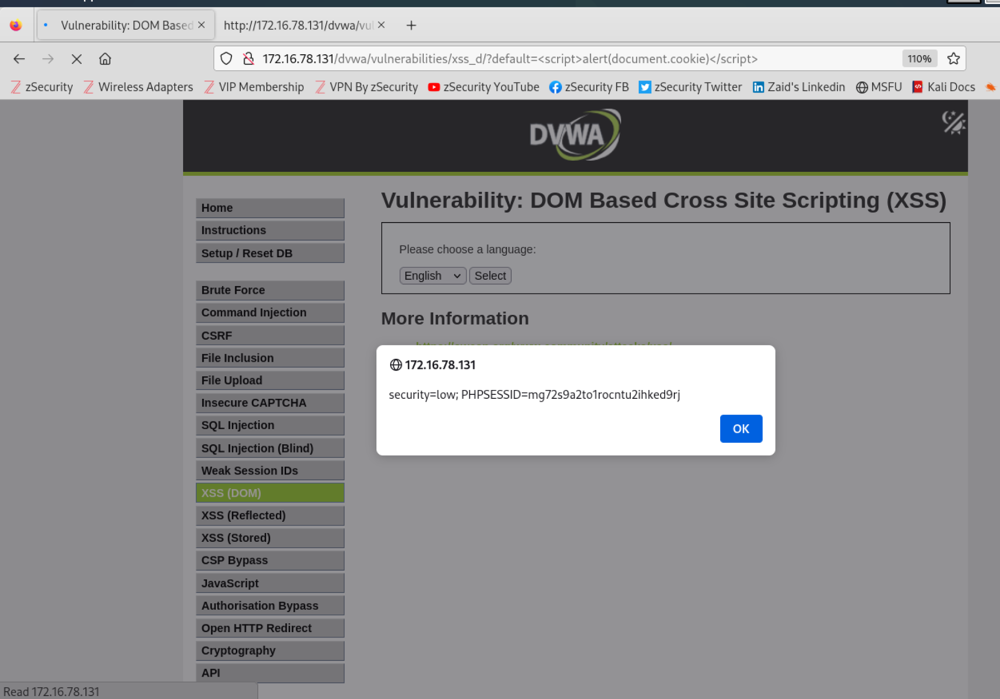 Vulnerability: DOM Based
http://172.16.78.131/dvwa/vul
172.16.78.131/dvwa/vulnerabilities/xss_d/?default=<script>alert(document.cookie)</script>
110%
zSecurity
Wireless Adapters
VIP Membership
VPN By zSecurity
zSecurity YouTube
zSecurity FB
zSecurity Twitter
Zaid's Linkedin
MSFU
Kali Docs
DVWA
Home
Instructions
Setup / Reset DB
Brute Force
Command Injection
CSRF
File Inclusion
File Upload
Insecure CAPTCHA
SQL Injection
SQL Injection (Blind)
Weak Session IDs
XSS (DOM)
XSS (Reflected)
XSS (Stored)
CSP Bypass
JavaScript
Authorisation Bypass
Open HTTP Redirect
Cryptography
API
Vulnerability: DOM Based Cross Site Scripting (XSS)
Please choose a language:
English
Select
More Information
172.16.78.131
security=low; PHPSESSID=mg72s9a2to1rocntu2ihked9rj
OK
Read 172.16.78.131